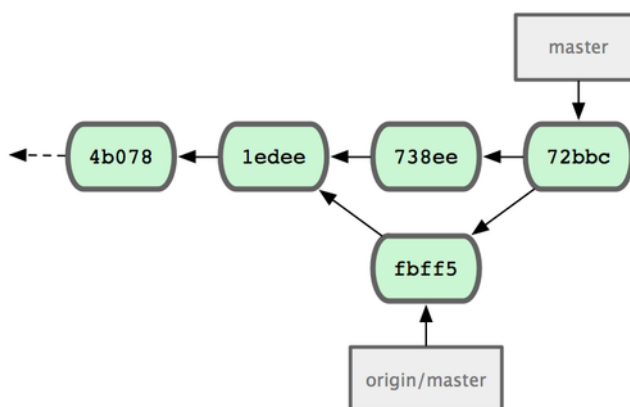 master
4b078
1edee
738ee
72bbc
fbff5
origin/master